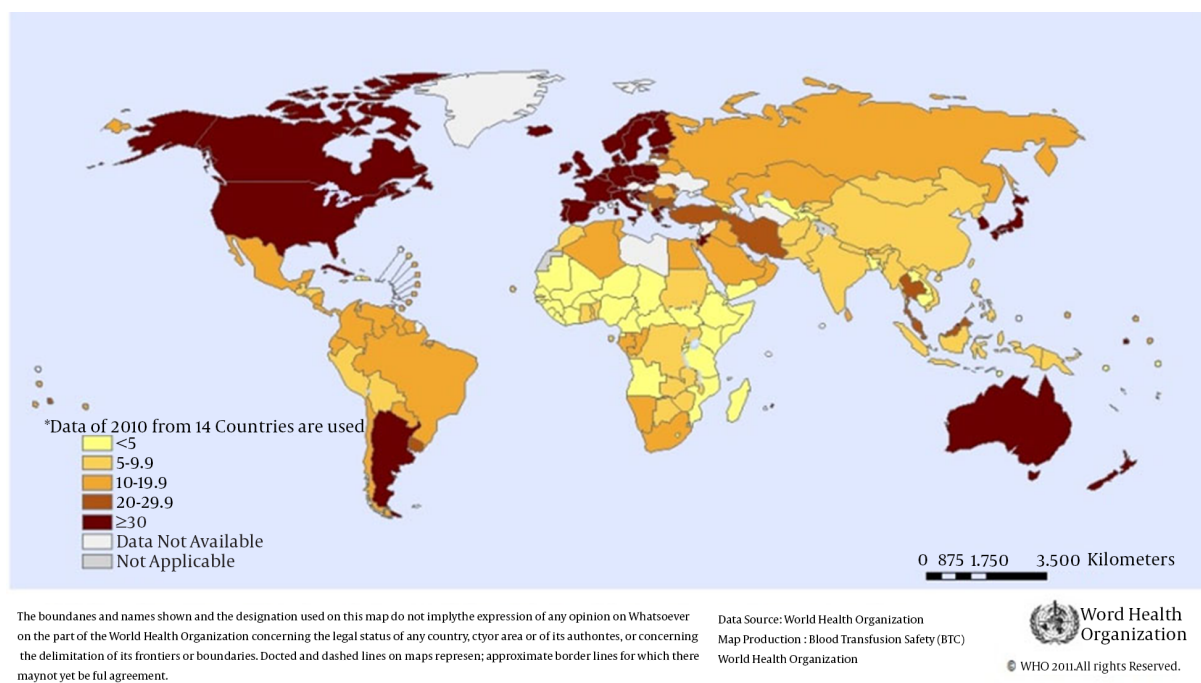 *Data of 2010 from 14 Countries are used
<5
5-9.9
10-19.9
20-29.9
≥30
Data Not Available
Not Applicable
0 875 1.750 3.500 Kilometers
The boundanes and names shown and the designation used on this map do not implythe expression of any opinion on Whatsoever
on the part of the World Health Organization concerning the legal status of any country, ctyor area or of its authontes, or concerning
the delimitation of its frontiers or boundaries. Docted and dashed lines on maps represen; approximate border lines for which there
maynot yet be ful agreement.
Data Source: World Health Organization
Map Production : Blood Transfusion Safety (BTC)
World Health Organization
Word Health
Organization
© WHO 2011.All rights Reserved.